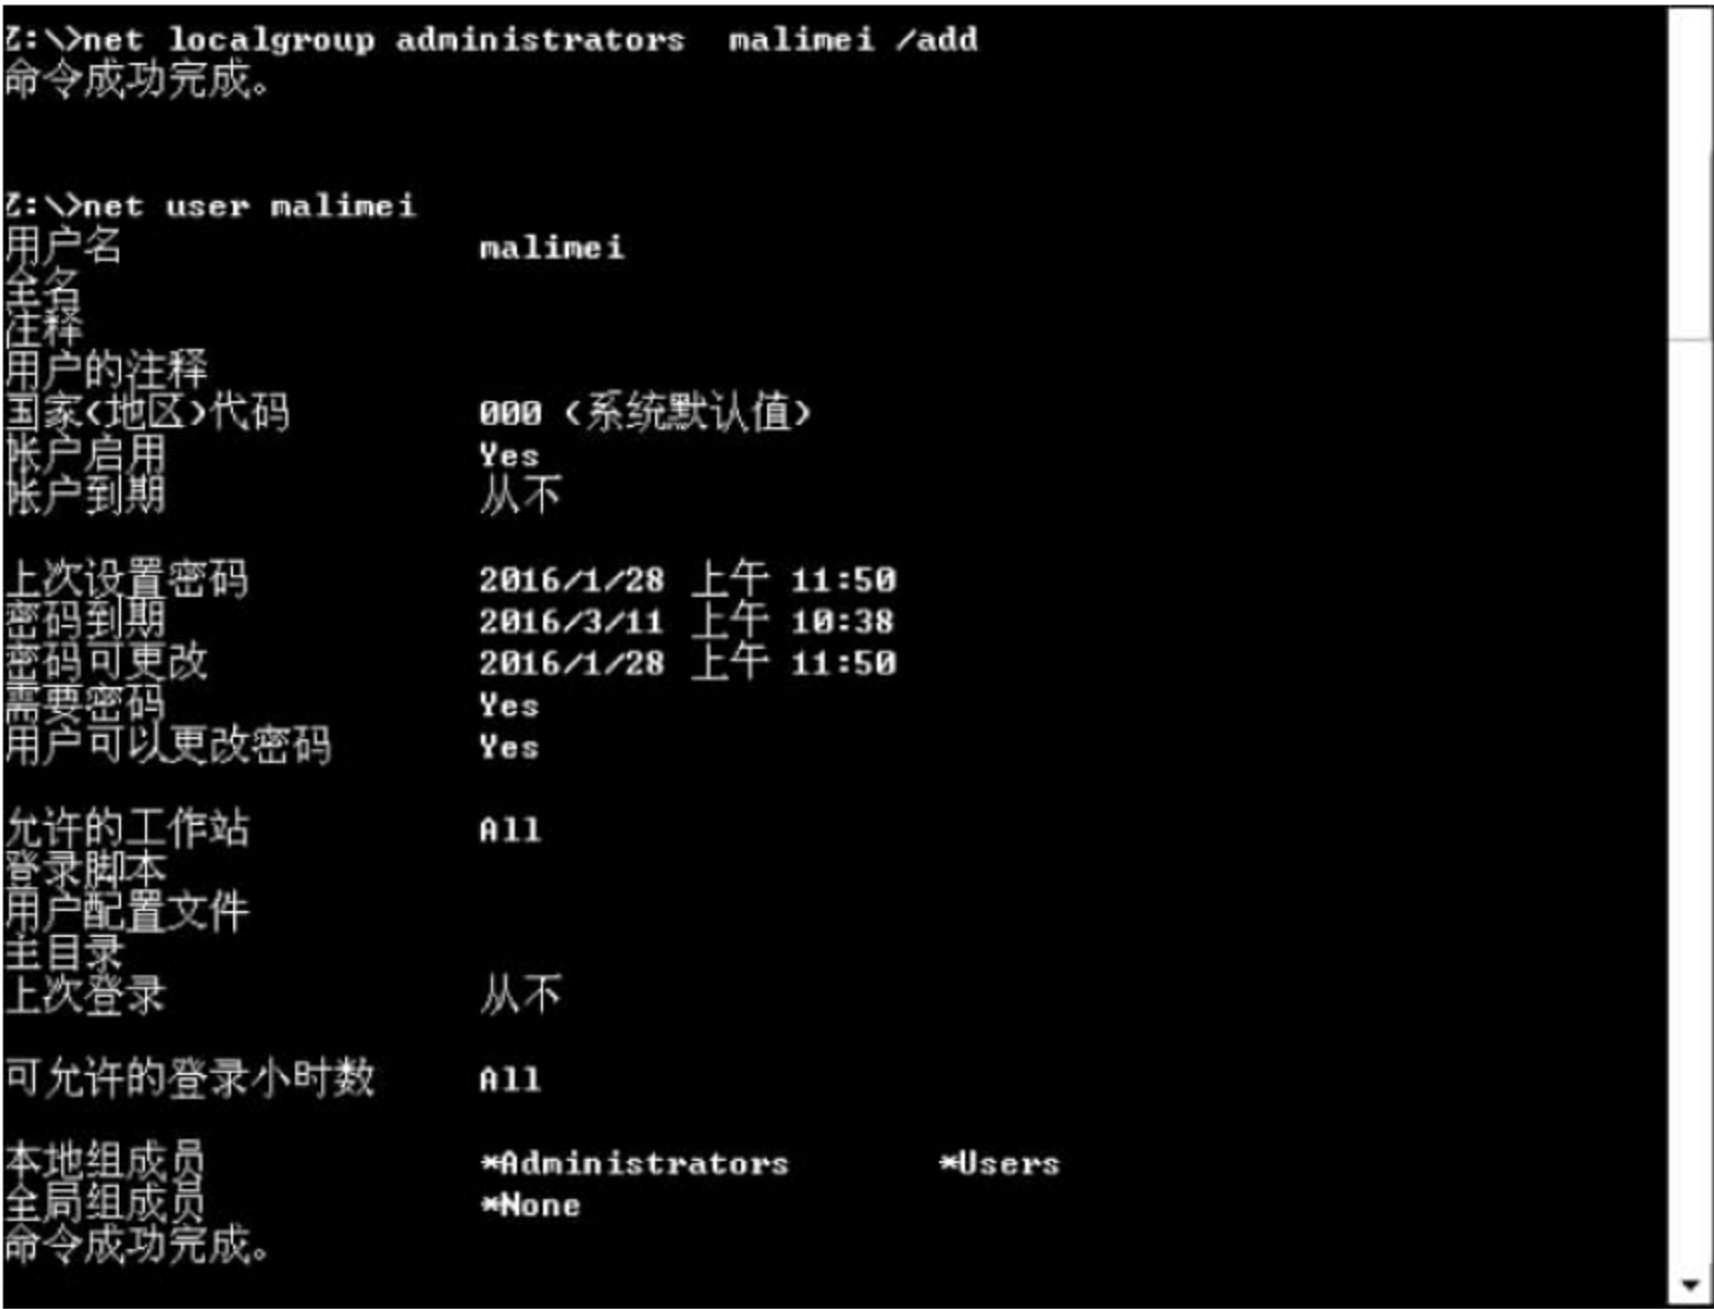 Z:\>net localgroup administrators  malimei /add
命令成功完成。
Z:\>net user malimei
用户名 malimei
全名
注释
用户的注释
国家(地区)代码 000 (系统默认值)
帐户启用 Yes
帐户到期 从不
上次设置密码 2016/1/28 上午 11:50
密码到期 2016/3/11 上午 10:38
密码可更改 2016/1/28 上午 11:50
需要密码 Yes
用户可以更改密码 Yes
允许的工作站 All
登录脚本
用户配置文件
主目录
上次登录 从不
可允许的登录小时数 All
本地组成员 *Administrators *Users
全局组成员 *None
命令成功完成。